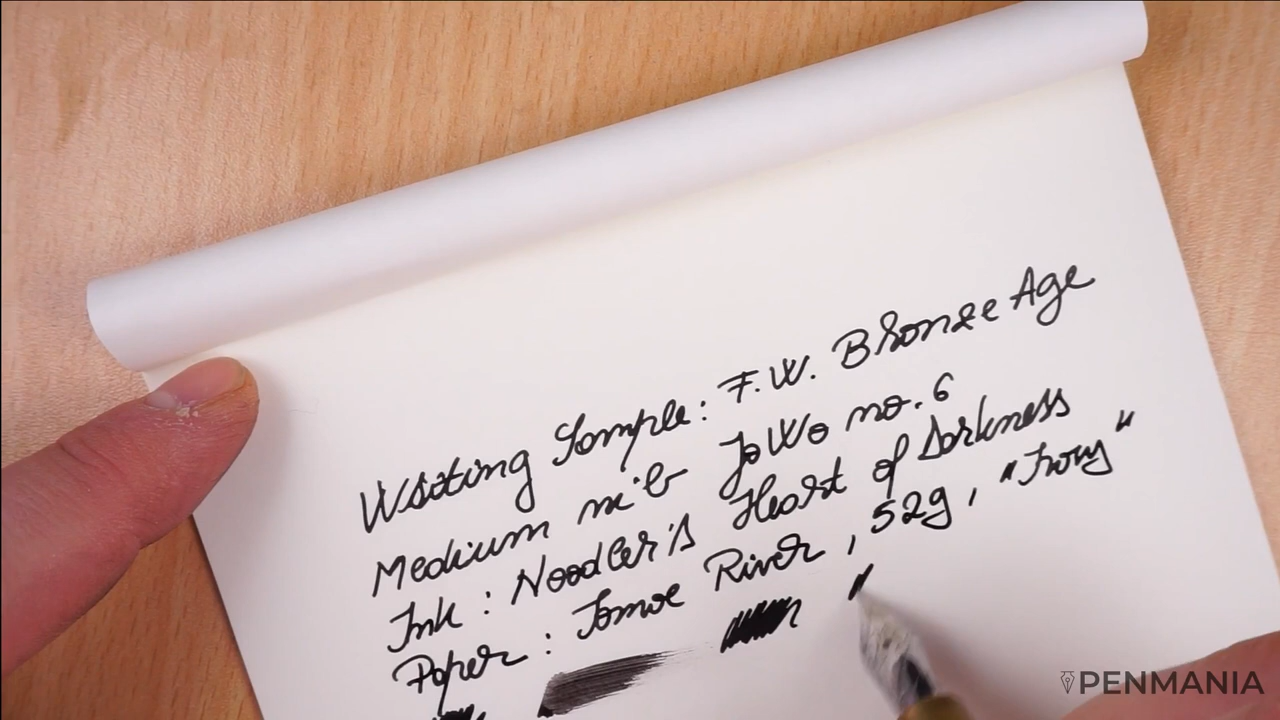 Writing Sample: F.W. Bronze Age
Medium nib JoWo no. 6
Ink: Noodler's Heart of Darkness
Paper: Tomoe River, 52g, "Ivory"
PENMANIA